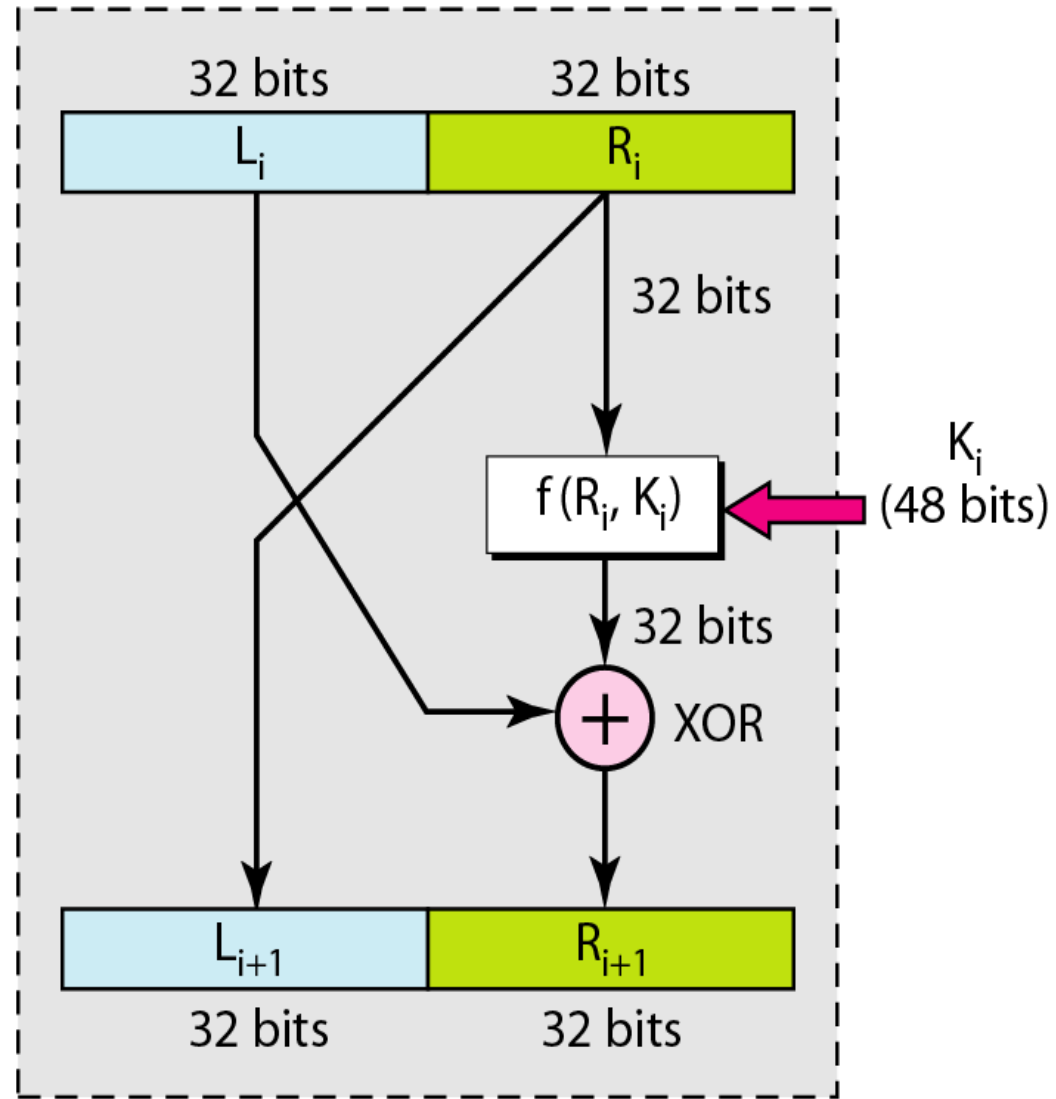 32 bits 32 bits
Lᵢ Rᵢ
32 bits
Kᵢ
f(Rᵢ, Kᵢ) (48 bits)
32 bits
+ XOR
Lᵢ₊₁ Rᵢ₊₁
32 bits 32 bits